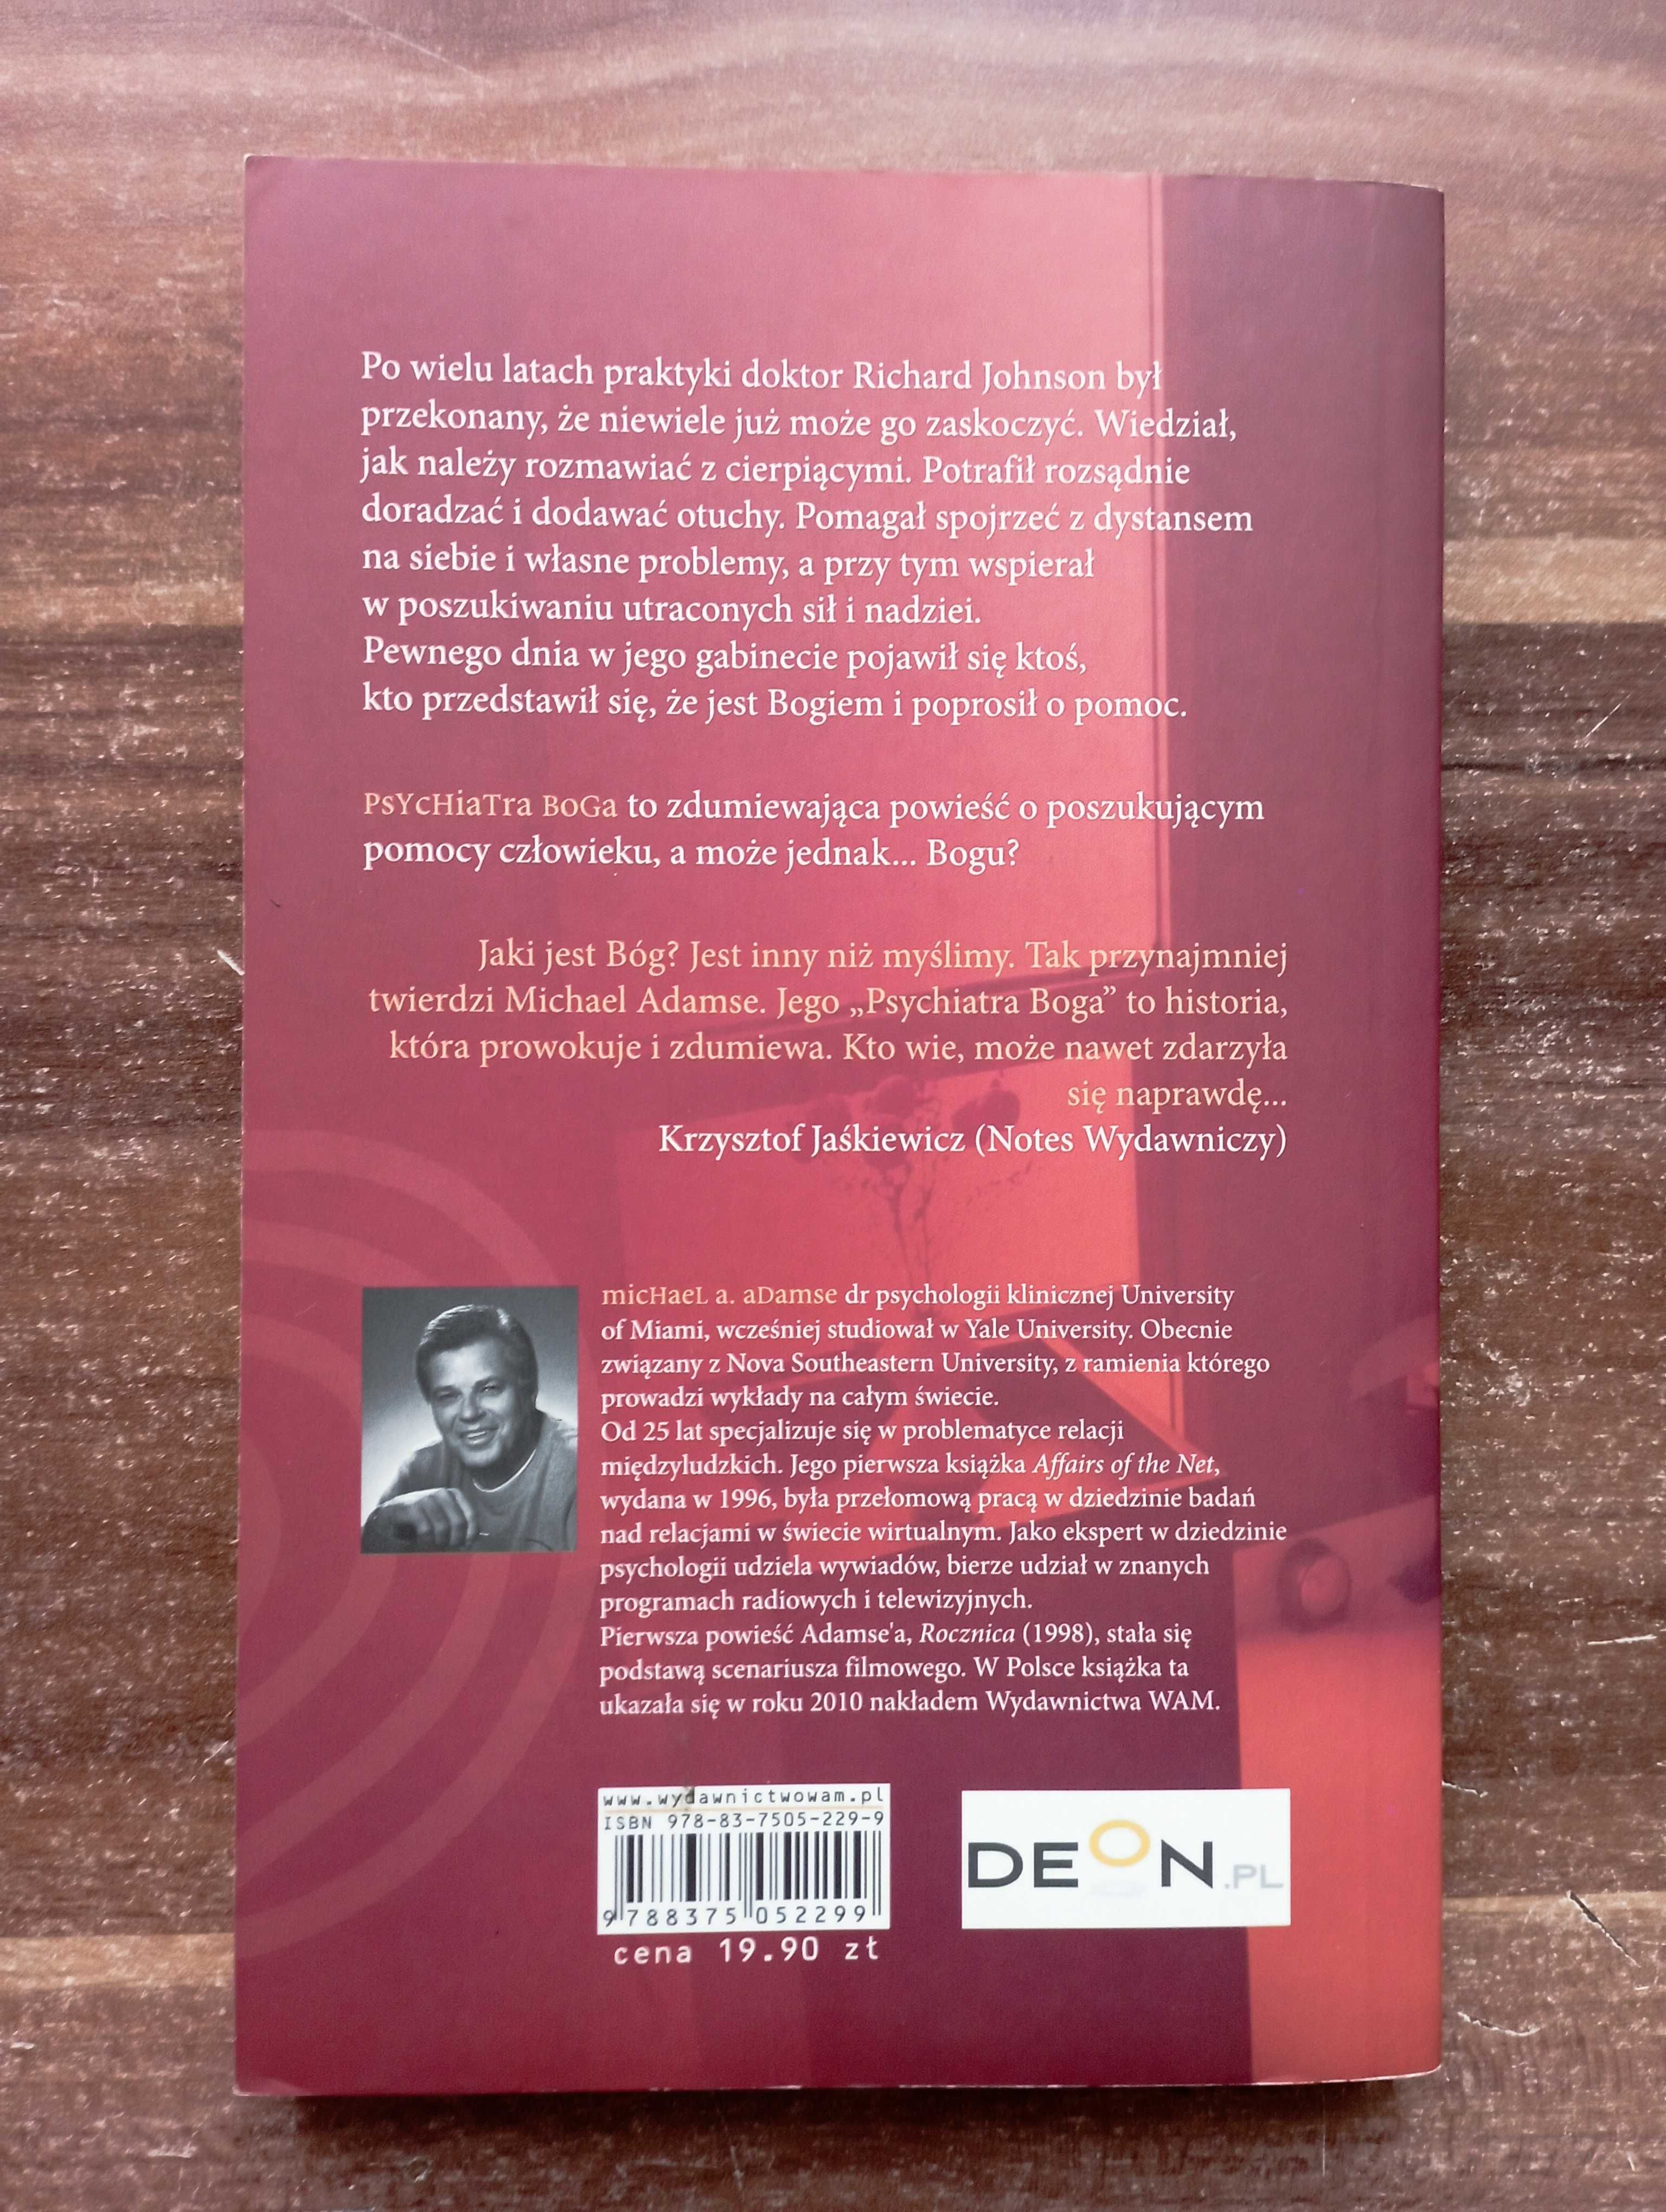 Po wielu latach praktyki doktor Richard Johnson był
przekonany, że niewiele już może go zaskoczyć. Wiedział,
jak należy rozmawiać z cierpiącymi. Potrafił rozsądnie
doradzać i dodawać otuchy. Pomagał spojrzeć z dystansem
na siebie i własne problemy, a przy tym wspierał
w poszukiwaniu utraconych sił i nadziei.
Pewnego dnia w jego gabinecie pojawił się ktoś,
kto przedstawił się, że jest Bogiem i poprosił o pomoc.
PsYcHiaTra BoGa to zdumiewająca powieść o poszukującym
pomocy człowieku, a może jednak... Bogu?
Jaki jest Bóg? Jest inny niż myślimy. Tak przynajmniej
twierdzi Michael Adamse. Jego „Psychiatra Boga” to historia,
która prowokuje i zdumiewa. Kto wie, może nawet zdarzyła
się naprawdę...
Krzysztof Jaśkiewicz (Notes Wydawniczy)
micHaeL a. aDamse dr psychologii klinicznej University
of Miami, wcześniej studiował w Yale University. Obecnie
związany z Nova Southeastern University, z ramienia którego
prowadzi wykłady na całym świecie.
Od 25 lat specjalizuje się w problematyce relacji
międzyludzkich. Jego pierwsza książka Affairs of the Net,
wydana w 1996, była przełomową pracą w dziedzinie badań
nad relacjami w świecie wirtualnym. Jako ekspert w dziedzinie
psychologii udziela wywiadów, bierze udział w znanych
programach radiowych i telewizyjnych.
Pierwsza powieść Adamse'a, Rocznica (1998), stała się
podstawą scenariusza filmowego. W Polsce książka ta
ukazała się w roku 2010 nakładem Wydawnictwa WAM.
www.wydawnictwowam.pl
ISBN 978-83-7505-229-9
9 788375 052299
cena 19.90 zł
DEON.PL